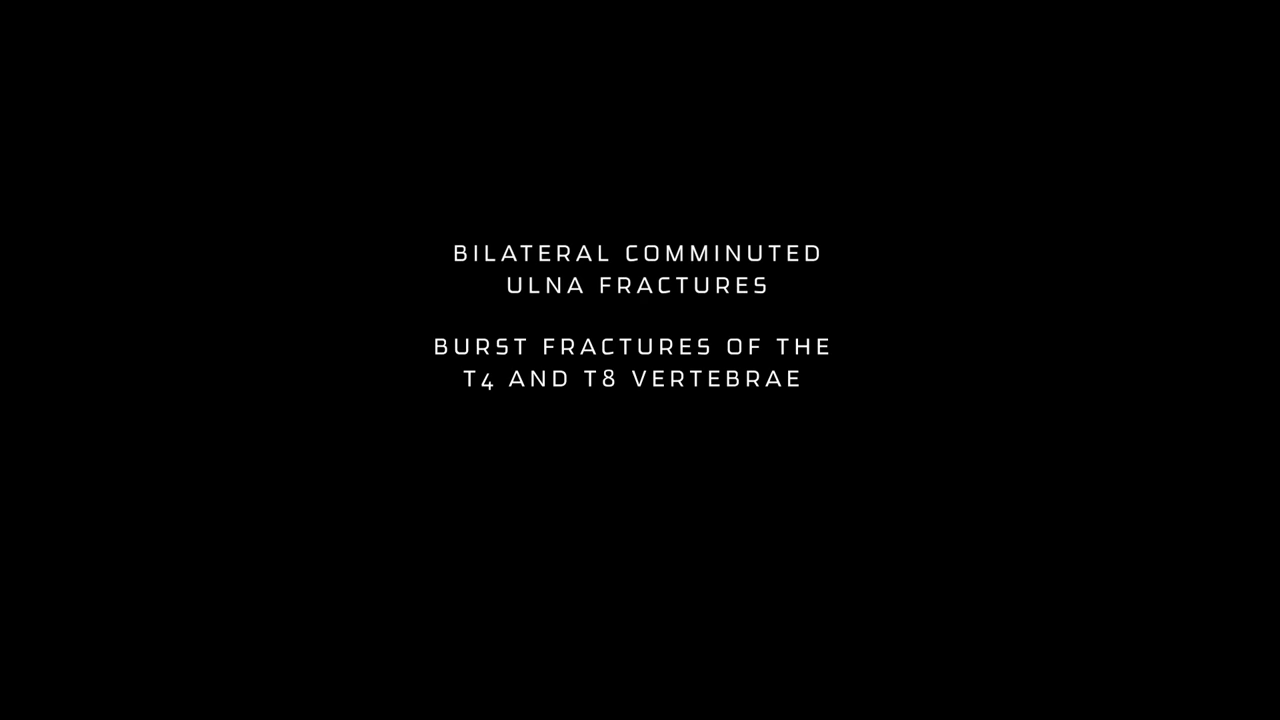 BILATERAL COMMINUTED
ULNA FRACTURES
BURST FRACTURES OF THE
T4 AND T8 VERTEBRAE